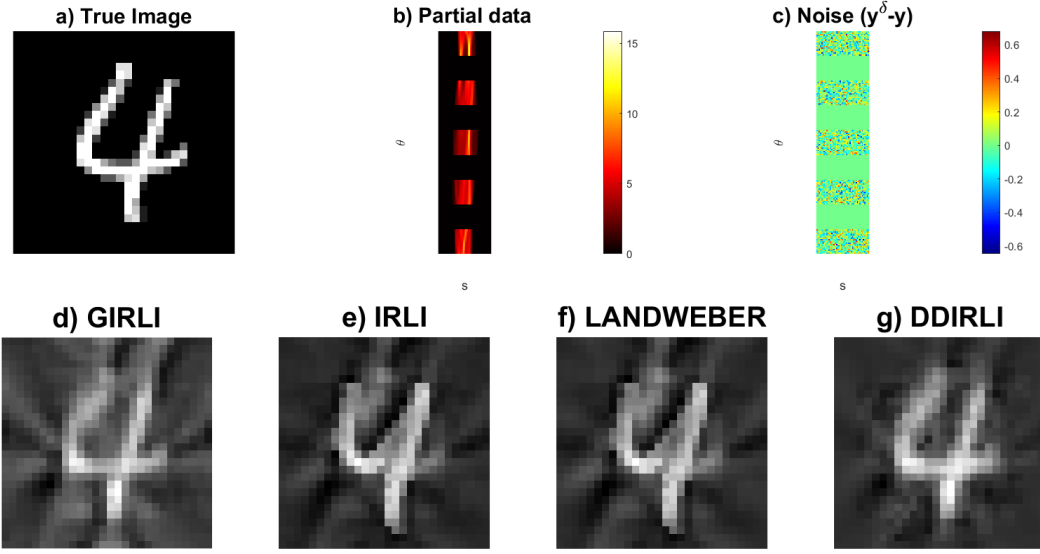 a) True Image
b) Partial data
c) Noise (y^δ-y)
θ
s
15
10
5
0
θ
s
0.6
0.4
0.2
0
-0.2
-0.4
-0.6
d) GIRLI
e) IRLI
f) LANDWEBER
g) DDIRLI
4